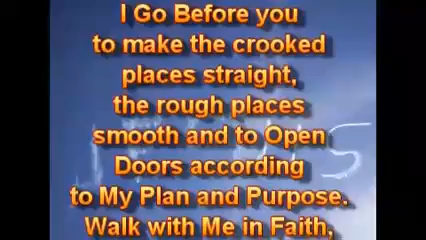 I Go Before you
to make the crooked
places straight,
the rough places
smooth and to Open
Doors according
to My Plan and Purpose.
Walk with Me in Faith,